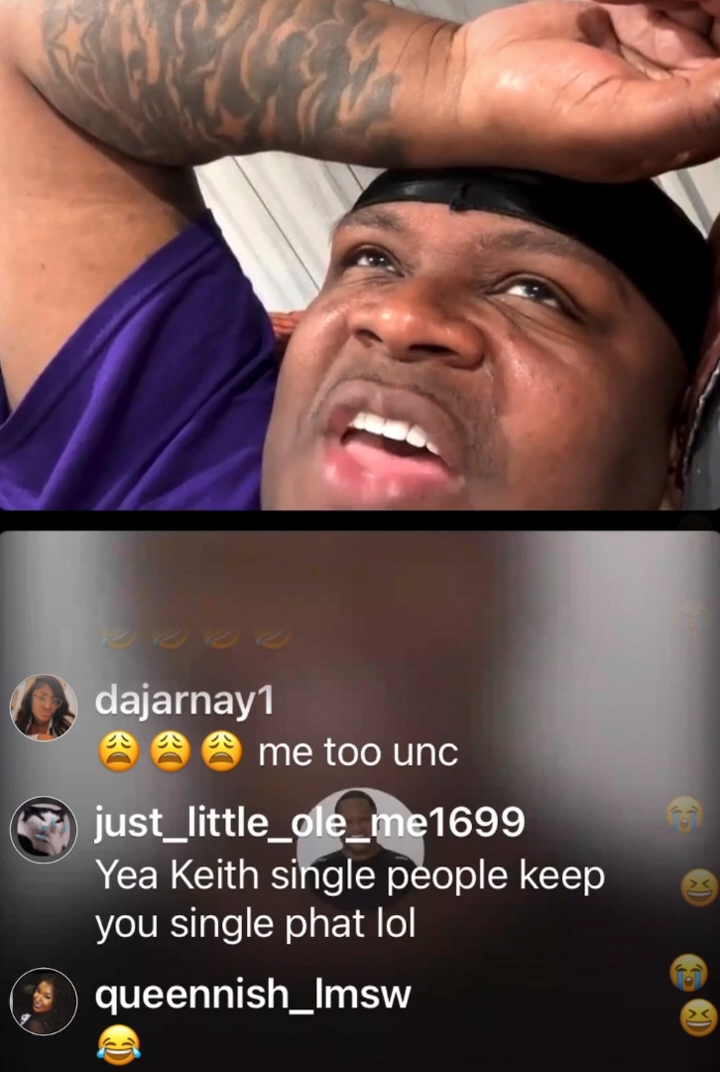 dajarnay1
😩😩😩 me too unc
just_little_ole_me1699
Yea Keith single people keep
you single phat lol
queennish_lmsw
😂